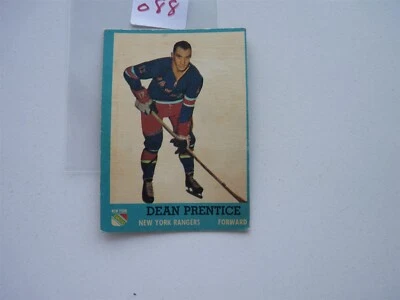 088
DEAN PRENTICE
NEW YORK RANGERS FORWARD